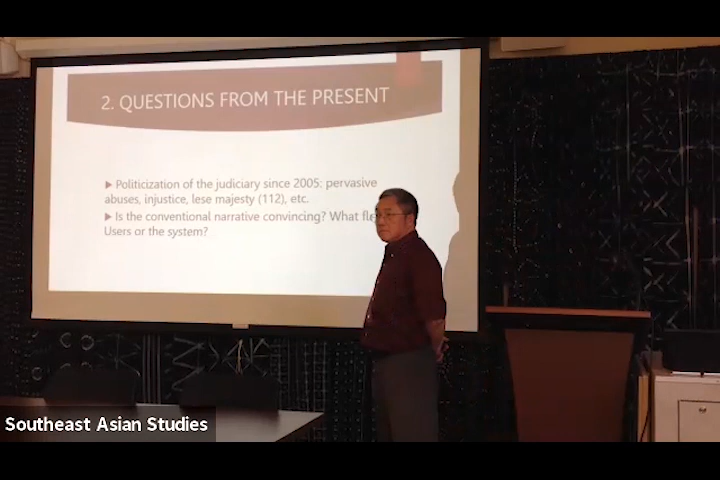 2. QUESTIONS FROM THE PRESENT
▶ Politicization of the judiciary since 2005: pervasive
abuses, injustice, lese majesty (112), etc.
▶ Is the conventional narrative convincing? What
Users or the system?
Southeast Asian Studies